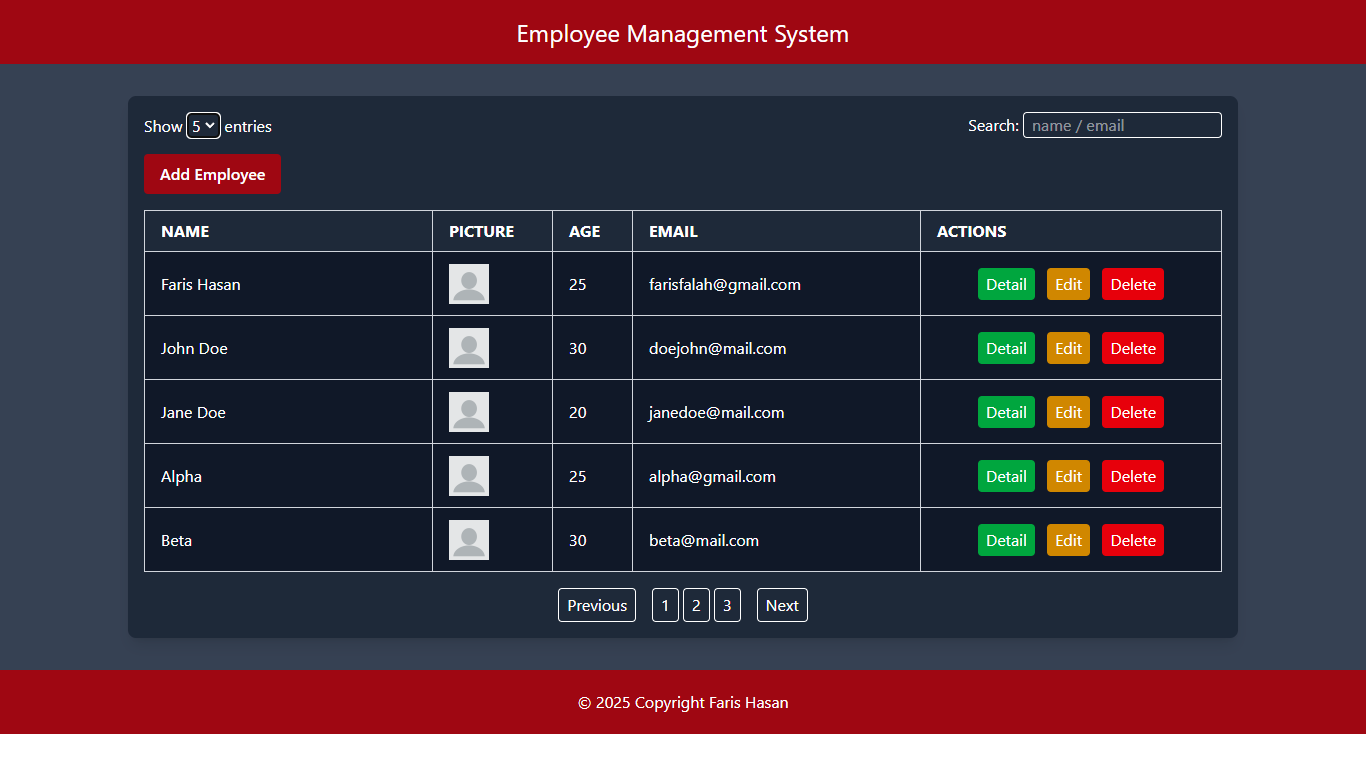 Employee Management System
Show 5 entries Search: name / email
Add Employee
NAME PICTURE AGE EMAIL ACTIONS
Faris Hasan 25 farisfalah@gmail.com Detail Edit Delete
John Doe 30 doejohn@mail.com Detail Edit Delete
Jane Doe 20 janedoe@mail.com Detail Edit Delete
Alpha 25 alpha@gmail.com Detail Edit Delete
Beta 30 beta@mail.com Detail Edit Delete
Previous 1 2 3 Next
© 2025 Copyright Faris Hasan